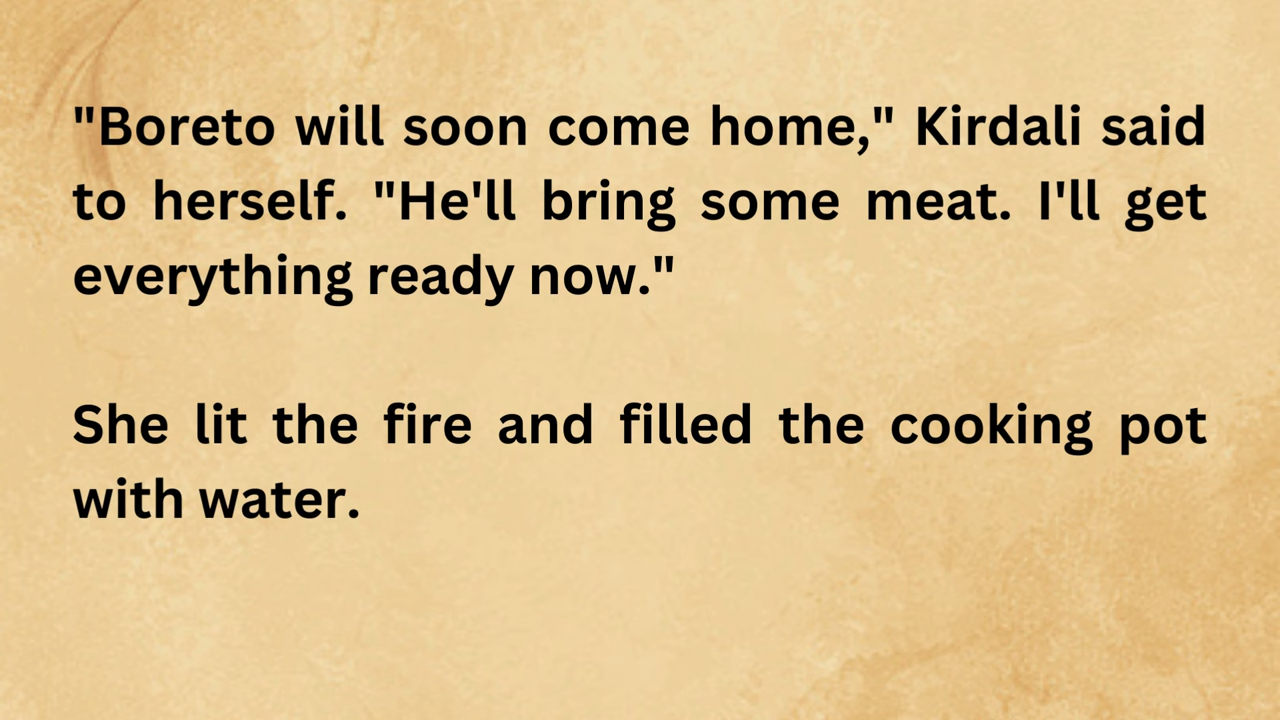 "Boreto will soon come home," Kirdali said
to herself. "He'll bring some meat. I'll get
everything ready now."
She lit the fire and filled the cooking pot
with water.